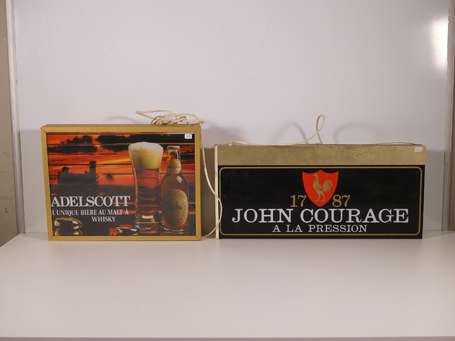 ADELSCOTT
L'UNIQUE BIERE AU MALT A
WHISKY
17 87
JOHN COURAGE
A LA PRESSION